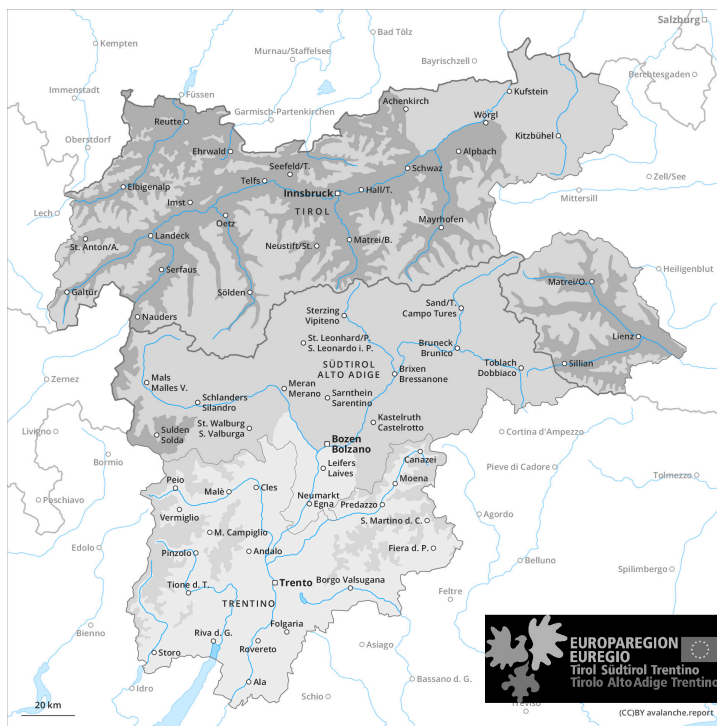 Salzburg
Kempten
Bad Tölz
Murnau/Staffelsee
Bayrischzell
Berchtesgaden
Immenstadt
Füssen
Garmisch-Partenkirchen
Achenkirch
Kufstein
Reutte
Wörgl
Oberstdorf
Ehrwald
Kitzbühel
Alpbach
Seefeld/T.
Schwaz
Zell/See
Telfs
Elbigenalp
Innsbruck
Hall/T.
Mittersill
Imst
Lech
TIROL
Oetz
Mayrhofen
Landeck
St. Anton/A.
Neustift/St.
Matrei/B.
Serfaus
Heiligenblut
Matrei/O.
Galtür
Sölden
Nauders
Sand/T.
Campo Tures
Sterzing
Vipiteno
Lienz
St. Leonhard/P.
S. Leonardo i. P.
Bruneck
Brunico
Toblach
Dobbiaco
Sillian
SÜDTIROL
ALTO ADIGE
Brixen
Bressanone
Zernez
Mals
Malles V.
Meran
Merano
Sarnthein
Sarentino
Schlanders
Silandro
Kastelruth
Castelrotto
St. Walburg
S. Valburga
Livigno
Sulden
Solda
Bozen
Bolzano
Cortina d'Ampezzo
Bormio
Canazei
Leifers
Laives
Pieve di Cadore
Tolmezzo
Peio
Moena
Malè
Cles
Neumarkt
Egna
Predazzo
Poschiavo
Vermiglio
Agordo
S. Martino d. C.
M. Campiglio
Edolo
Pinzolo
Andalo
Fiera d. P.
Belluno
Spilimbergo
Trento
Borgo Valsugana
Tione d. T.
Feltre
TRENTINO
Folgaria
Bienno
Riva d. G.
Rovereto
Asiago
Storo
Ala
Bassano d. G.
Idro
Schio
Treviso
EUROPAREGION
EUREGIO
Tirol Südtirol Trentino
Tirolo Alto Adige Trentino
20 km
(CC)BY avalanche.report